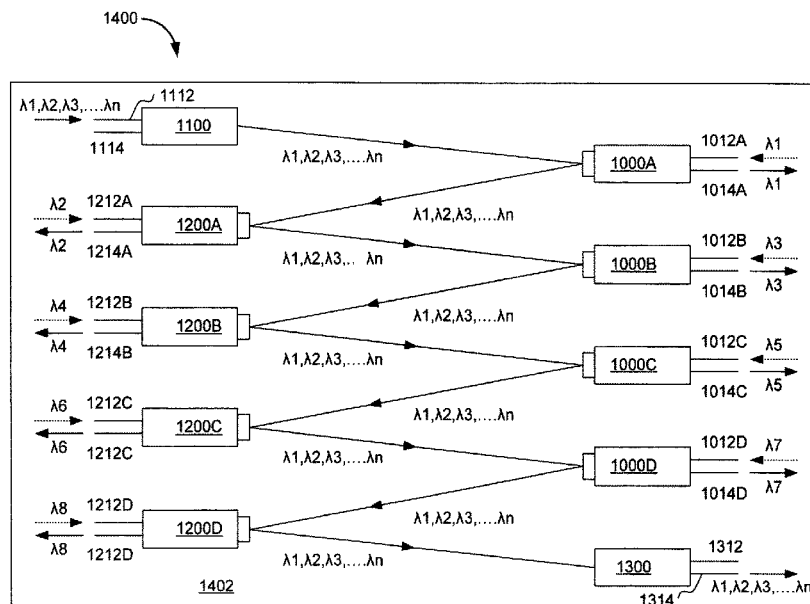 1400
λ1,λ2,λ3,....λn
1112
1114
1100
λ1,λ2,λ3,....λn
1012A
λ1
1000A
1014A
λ1
λ2
1212A
λ2
1214A
1200A
λ1,λ2,λ3,....λn
λ1,λ2,λ3,... λn
1012B
λ3
1000B
1014B
λ3
λ4
1212B
λ4
1214B
1200B
λ1,λ2,λ3,....λn
λ1,λ2,λ3,....λn
1012C
λ5
1000C
1014C
λ5
λ6
1212C
λ6
1212C
1200C
λ1,λ2,λ3,....λn
λ1,λ2,λ3,....λn
1012D
λ7
1000D
1014D
λ7
λ8
1212D
λ8
1212D
1200D
λ1,λ2,λ3,....λn
λ1,λ2,λ3,....λn
1312
1300
1314
λ1,λ2,λ3,....λn
1402